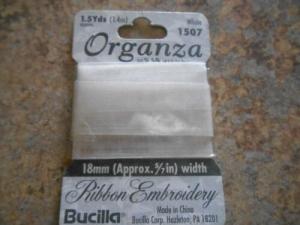 1.5Yds (1.4m)
White
1507
Organza
18mm (Approx. 5/7in) width
Ribbon Embroidery
Bucilla
Made in China
Bucilla Corp. Hazleton, PA 18201